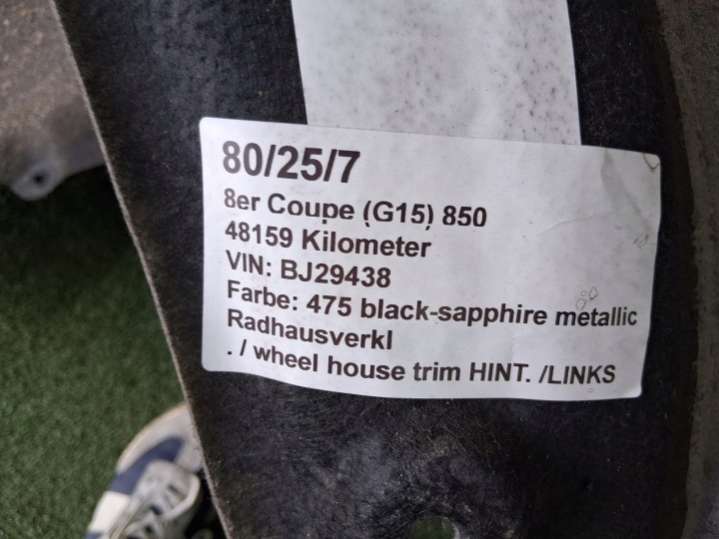 80/25/7
8er Coupe (G15) 850
48159 Kilometer
VIN: BJ29438
Farbe: 475 black-sapphire metallic
Radhausverkl
. / wheel house trim HINT. /LINKS